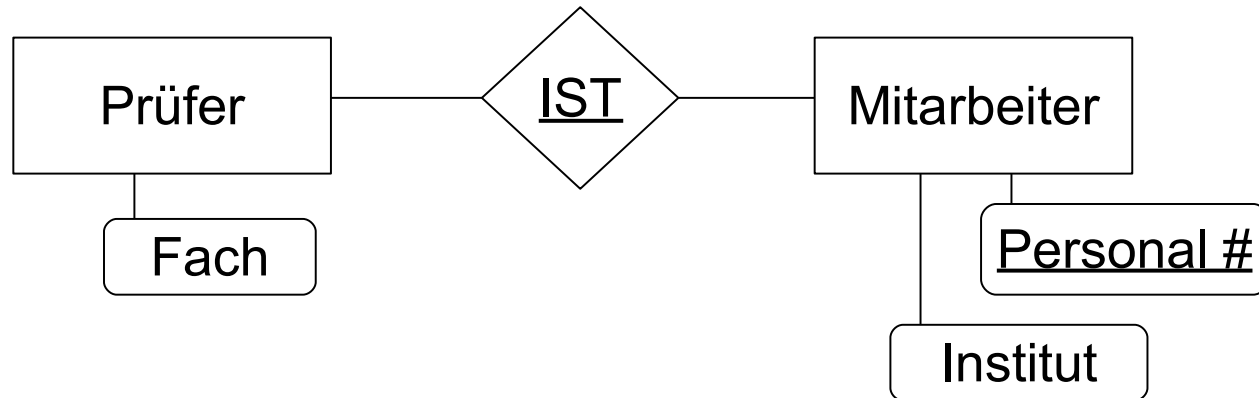 Prüfer
IST
Mitarbeiter
Fach
Personal #
Institut